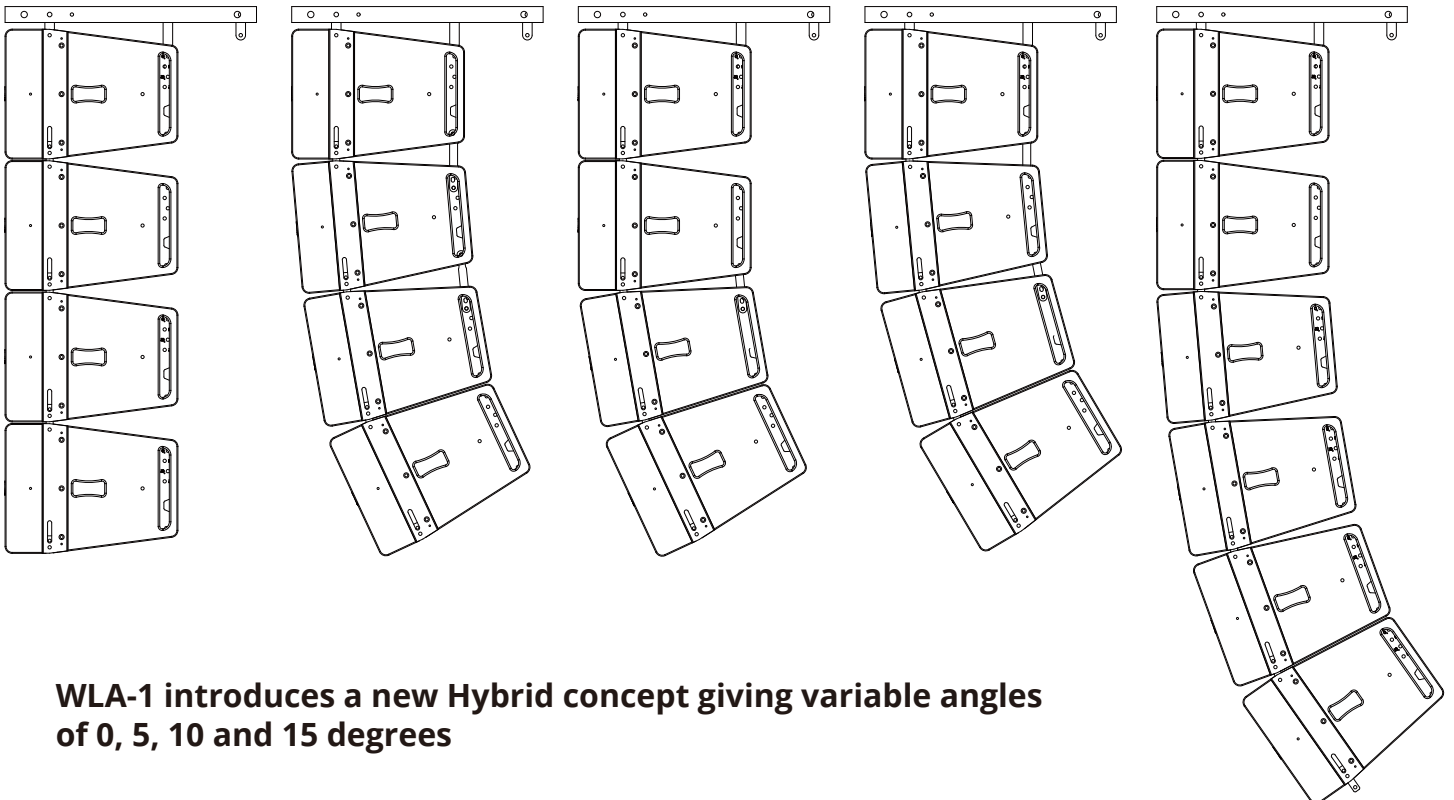 WLA-1 introduces a new Hybrid concept giving variable angles
of 0, 5, 10 and 15 degrees